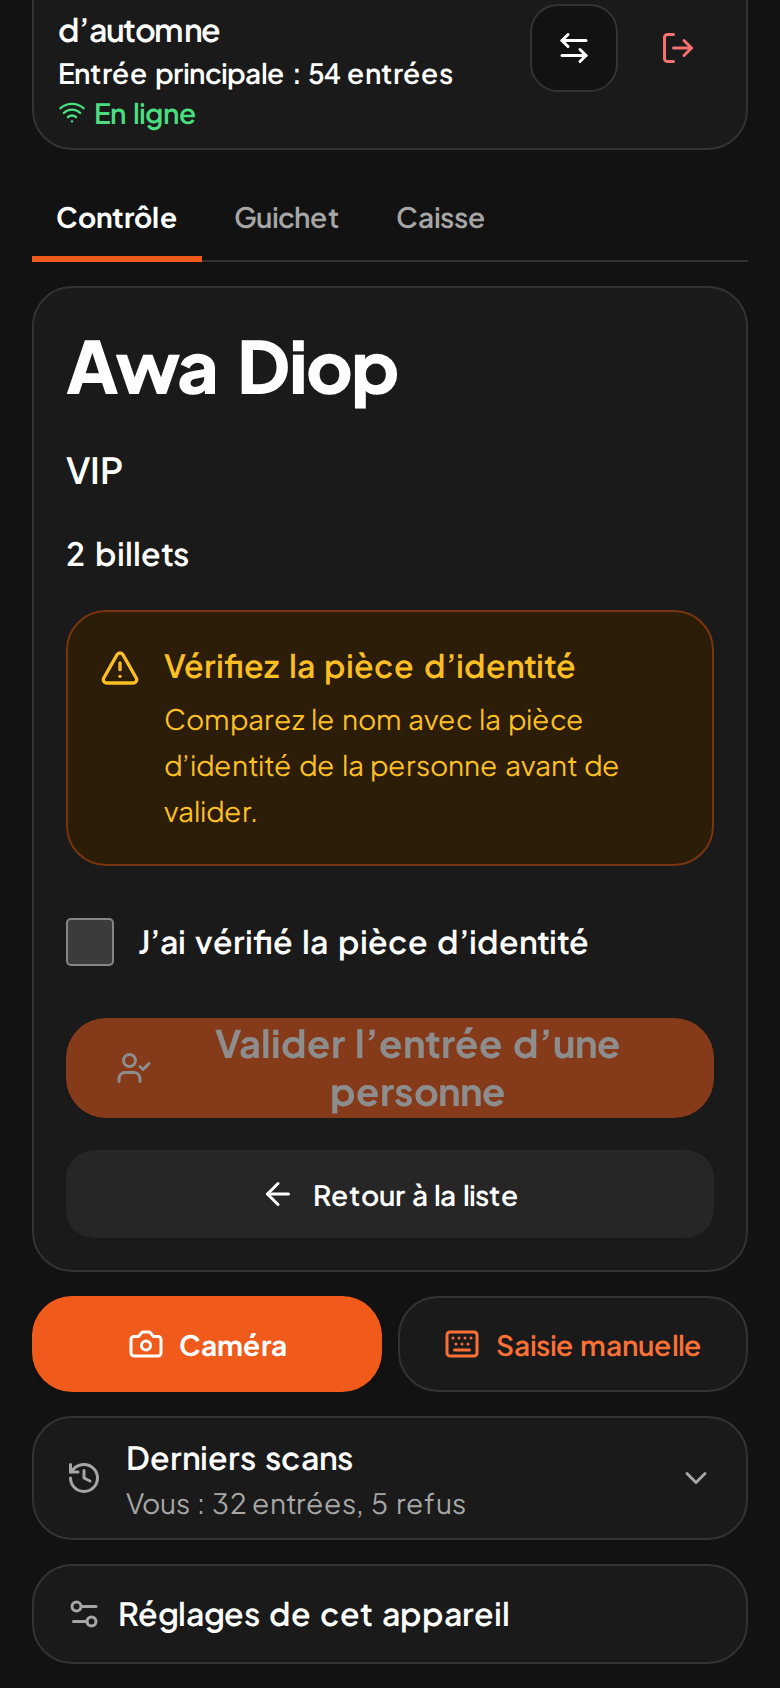 d’automne
Entrée principale : 54 entrées
En ligne
Contrôle
Guichet
Caisse
Awa Diop
VIP
2 billets
Vérifiez la pièce d’identité
Comparez le nom avec la pièce
d’identité de la personne avant de
valider.
J’ai vérifié la pièce d’identité
Valider l’entrée d’une
personne
Retour à la liste
Caméra
Saisie manuelle
Derniers scans
Vous : 32 entrées, 5 refus
Réglages de cet appareil